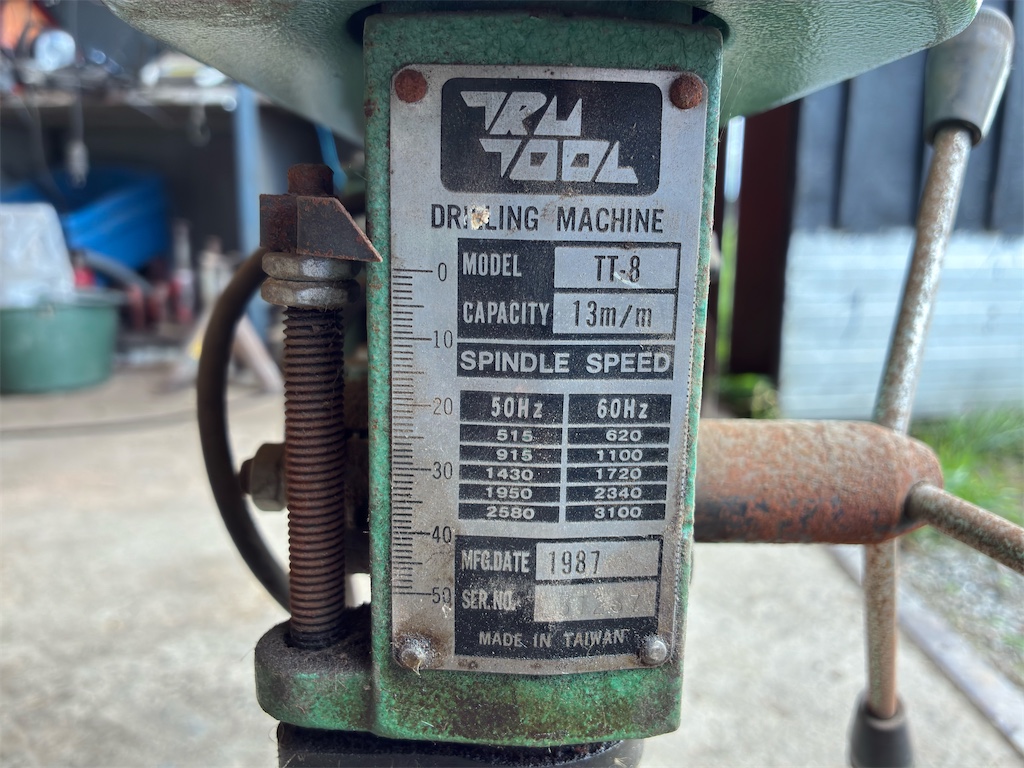 TRU
TOOL
DRILLING MACHINE
MODEL TT-8
CAPACITY 13m/m
SPINDLE SPEED
50Hz 60Hz
515 620
915 1100
1430 1720
1950 2340
2580 3100
MFG.DATE 1987
SER.NO.
MADE IN TAIWAN
0
10
20
30
40
50